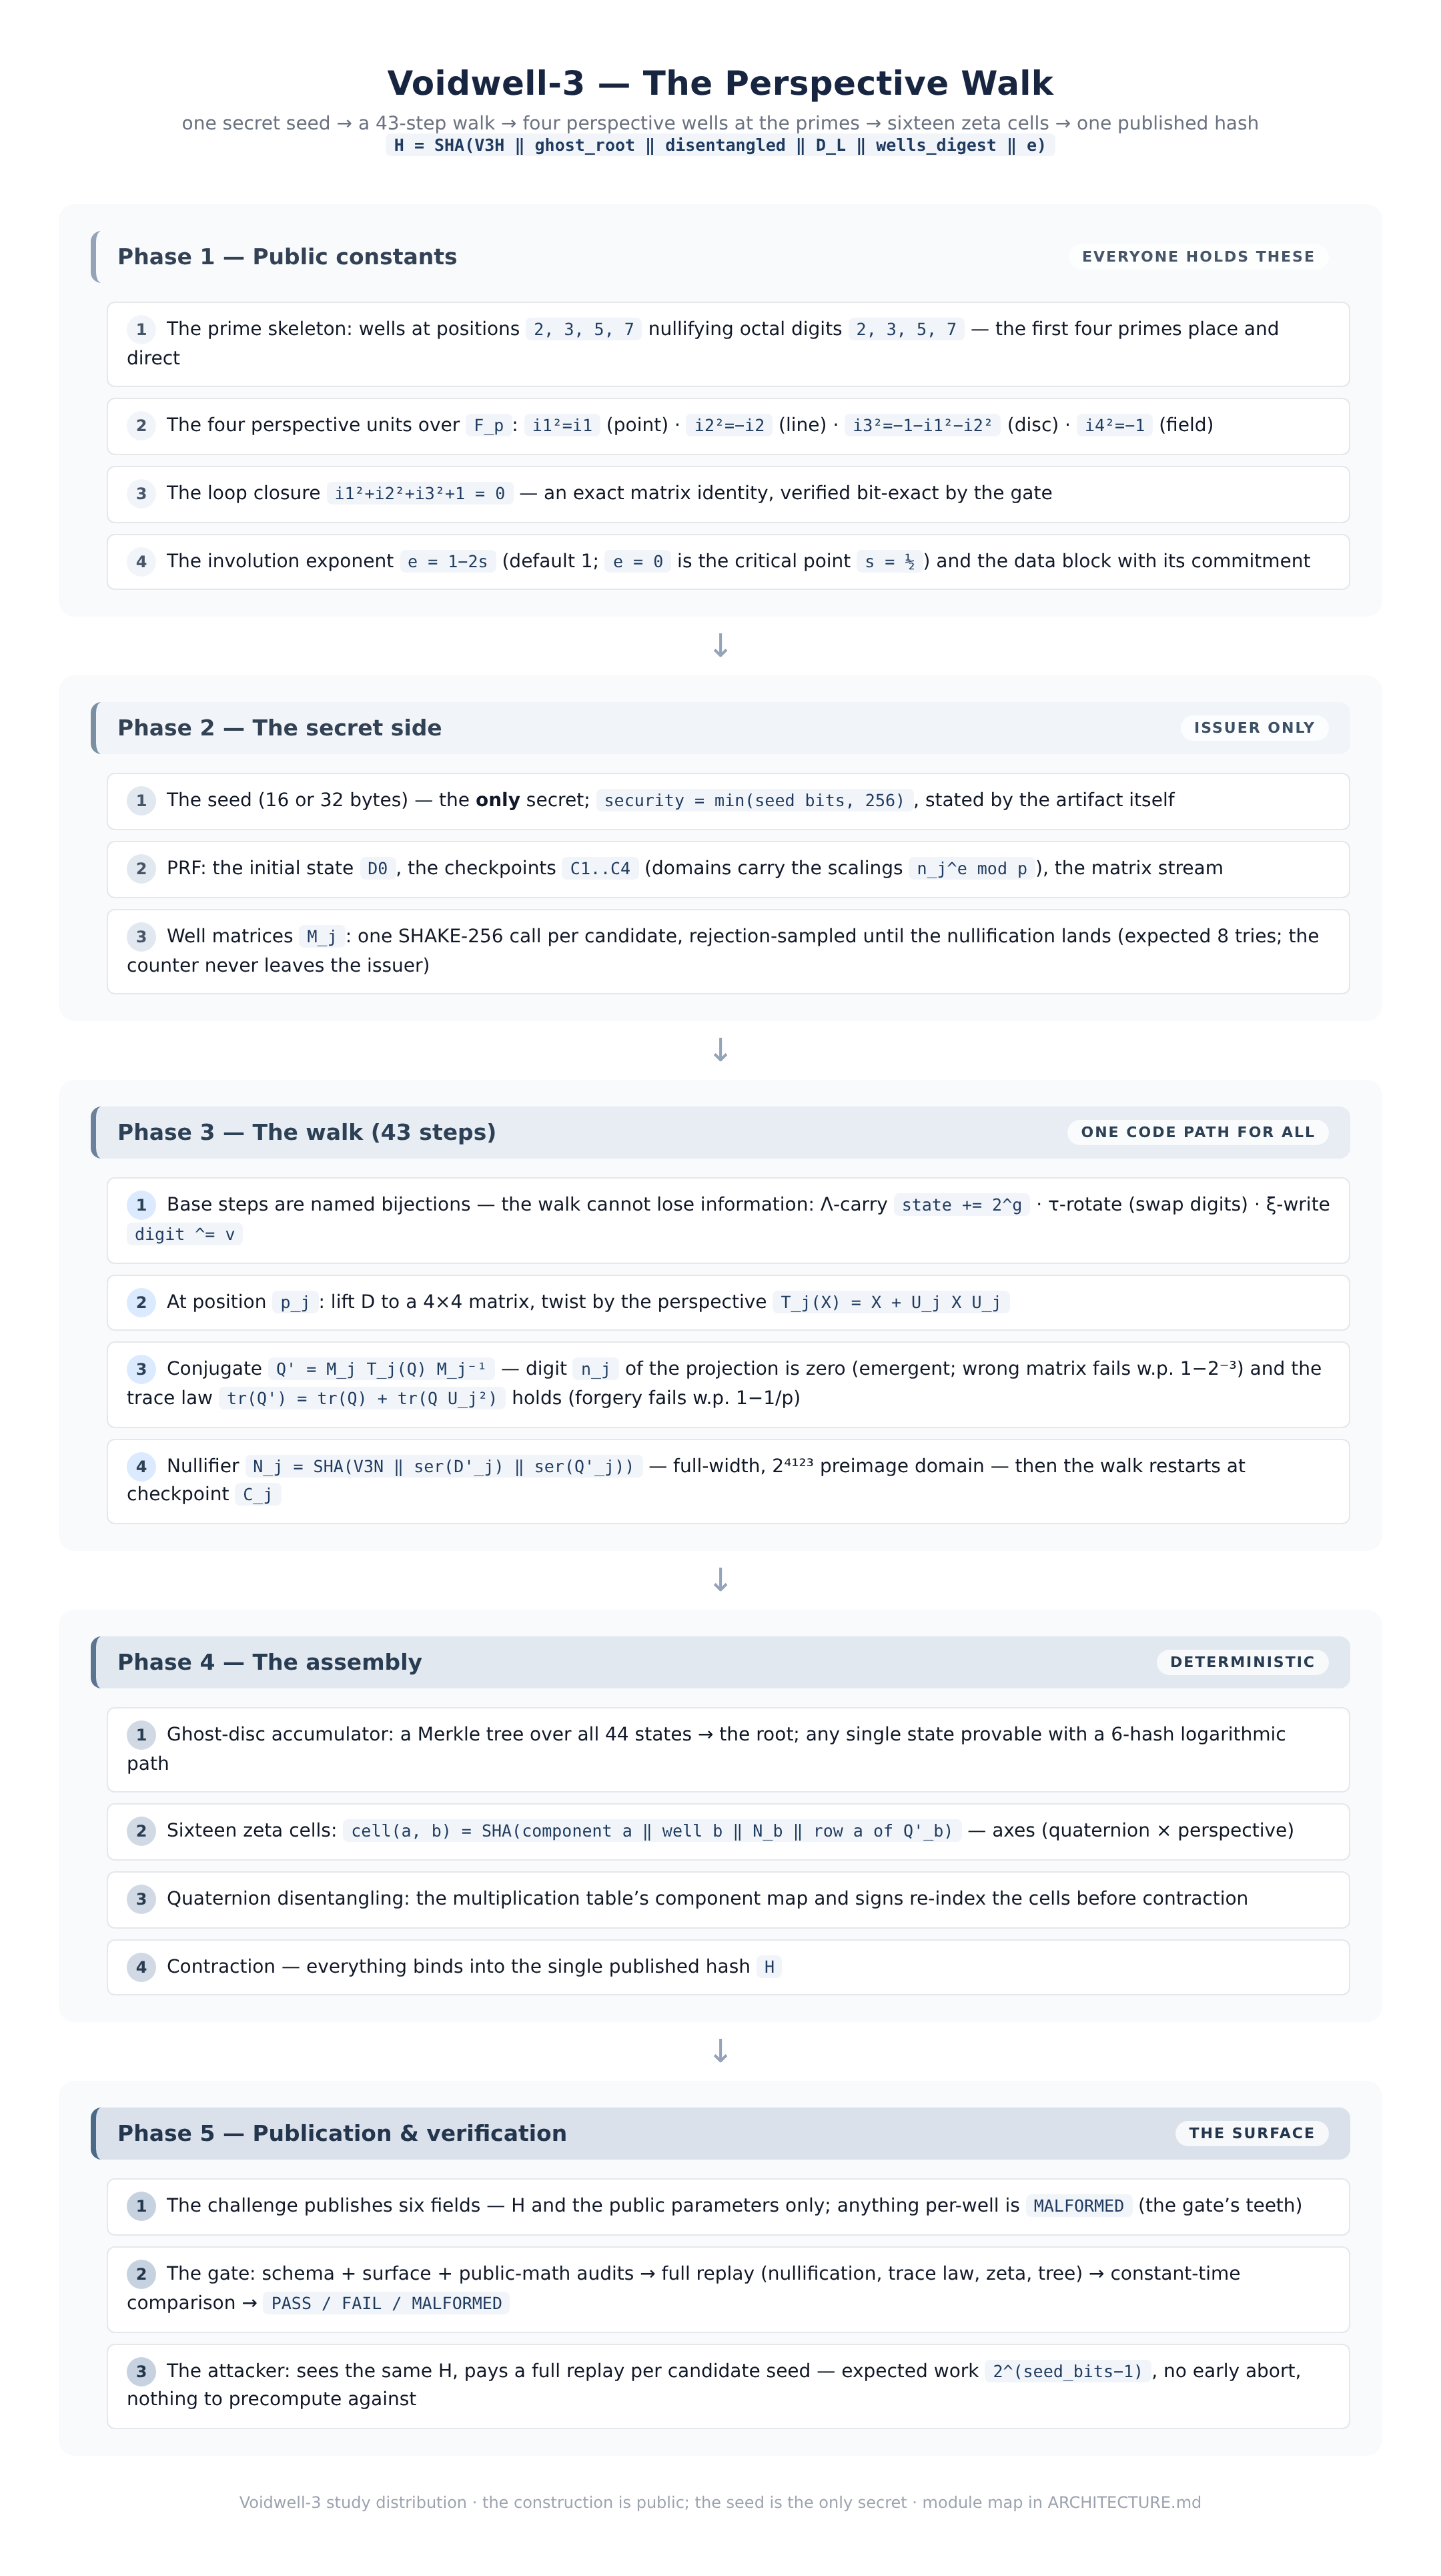 Voidwell-3 — The Perspective Walk
one secret seed → a 43-step walk → four perspective wells at the primes → sixteen zeta cells → one published hash
H = SHA(V3H ‖ ghost_root ‖ disentangled ‖ D_L ‖ wells_digest ‖ e)
Phase 1 — Public constants
EVERYONE HOLDS THESE
1 The prime skeleton: wells at positions 2, 3, 5, 7 nullifying octal digits 2, 3, 5, 7 — the first four primes place and
direct
2 The four perspective units over F_p: i1²=i1 (point) · i2²=−i2 (line) · i3²=−1−i1²−i2² (disc) · i4²=−1 (field)
3 The loop closure i1²+i2²+i3²+1 = 0 — an exact matrix identity, verified bit-exact by the gate
4 The involution exponent e = 1−2s (default 1; e = 0 is the critical point s = ½) and the data block with its commitment
↓
Phase 2 — The secret side
ISSUER ONLY
1 The seed (16 or 32 bytes) — the only secret; security = min(seed bits, 256), stated by the artifact itself
2 PRF: the initial state D0, the checkpoints C1..C4 (domains carry the scalings n_j^e mod p), the matrix stream
3 Well matrices M_j: one SHAKE-256 call per candidate, rejection-sampled until the nullification lands (expected 8 tries; the
counter never leaves the issuer)
↓
Phase 3 — The walk (43 steps)
ONE CODE PATH FOR ALL
1 Base steps are named bijections — the walk cannot lose information: Λ-carry state += 2^g · τ-rotate (swap digits) · ξ-write
digit ^= v
2 At position p_j: lift D to a 4×4 matrix, twist by the perspective T_j(X) = X + U_j X U_j
3 Conjugate Q' = M_j T_j(Q) M_j⁻¹ — digit n_j of the projection is zero (emergent; wrong matrix fails w.p. 1−2⁻³) and the
trace law tr(Q') = tr(Q) + tr(Q U_j²) holds (forgery fails w.p. 1−1/p)
4 Nullifier N_j = SHA(V3N ‖ ser(D'_j) ‖ ser(Q'_j)) — full-width, 2⁴¹²³ preimage domain — then the walk restarts at
checkpoint C_j
↓
Phase 4 — The assembly
DETERMINISTIC
1 Ghost-disc accumulator: a Merkle tree over all 44 states → the root; any single state provable with a 6-hash logarithmic
path
2 Sixteen zeta cells: cell(a, b) = SHA(component a ‖ well b ‖ N_b ‖ row a of Q'_b) — axes (quaternion × perspective)
3 Quaternion disentangling: the multiplication table’s component map and signs re-index the cells before contraction
4 Contraction — everything binds into the single published hash H
↓
Phase 5 — Publication & verification
THE SURFACE
1 The challenge publishes six fields — H and the public parameters only; anything per-well is MALFORMED (the gate’s teeth)
2 The gate: schema + surface + public-math audits → full replay (nullification, trace law, zeta, tree) → constant-time
comparison → PASS / FAIL / MALFORMED
3 The attacker: sees the same H, pays a full replay per candidate seed — expected work 2^(seed_bits−1), no early abort,
nothing to precompute against
Voidwell-3 study distribution · the construction is public; the seed is the only secret · module map in ARCHITECTURE.md